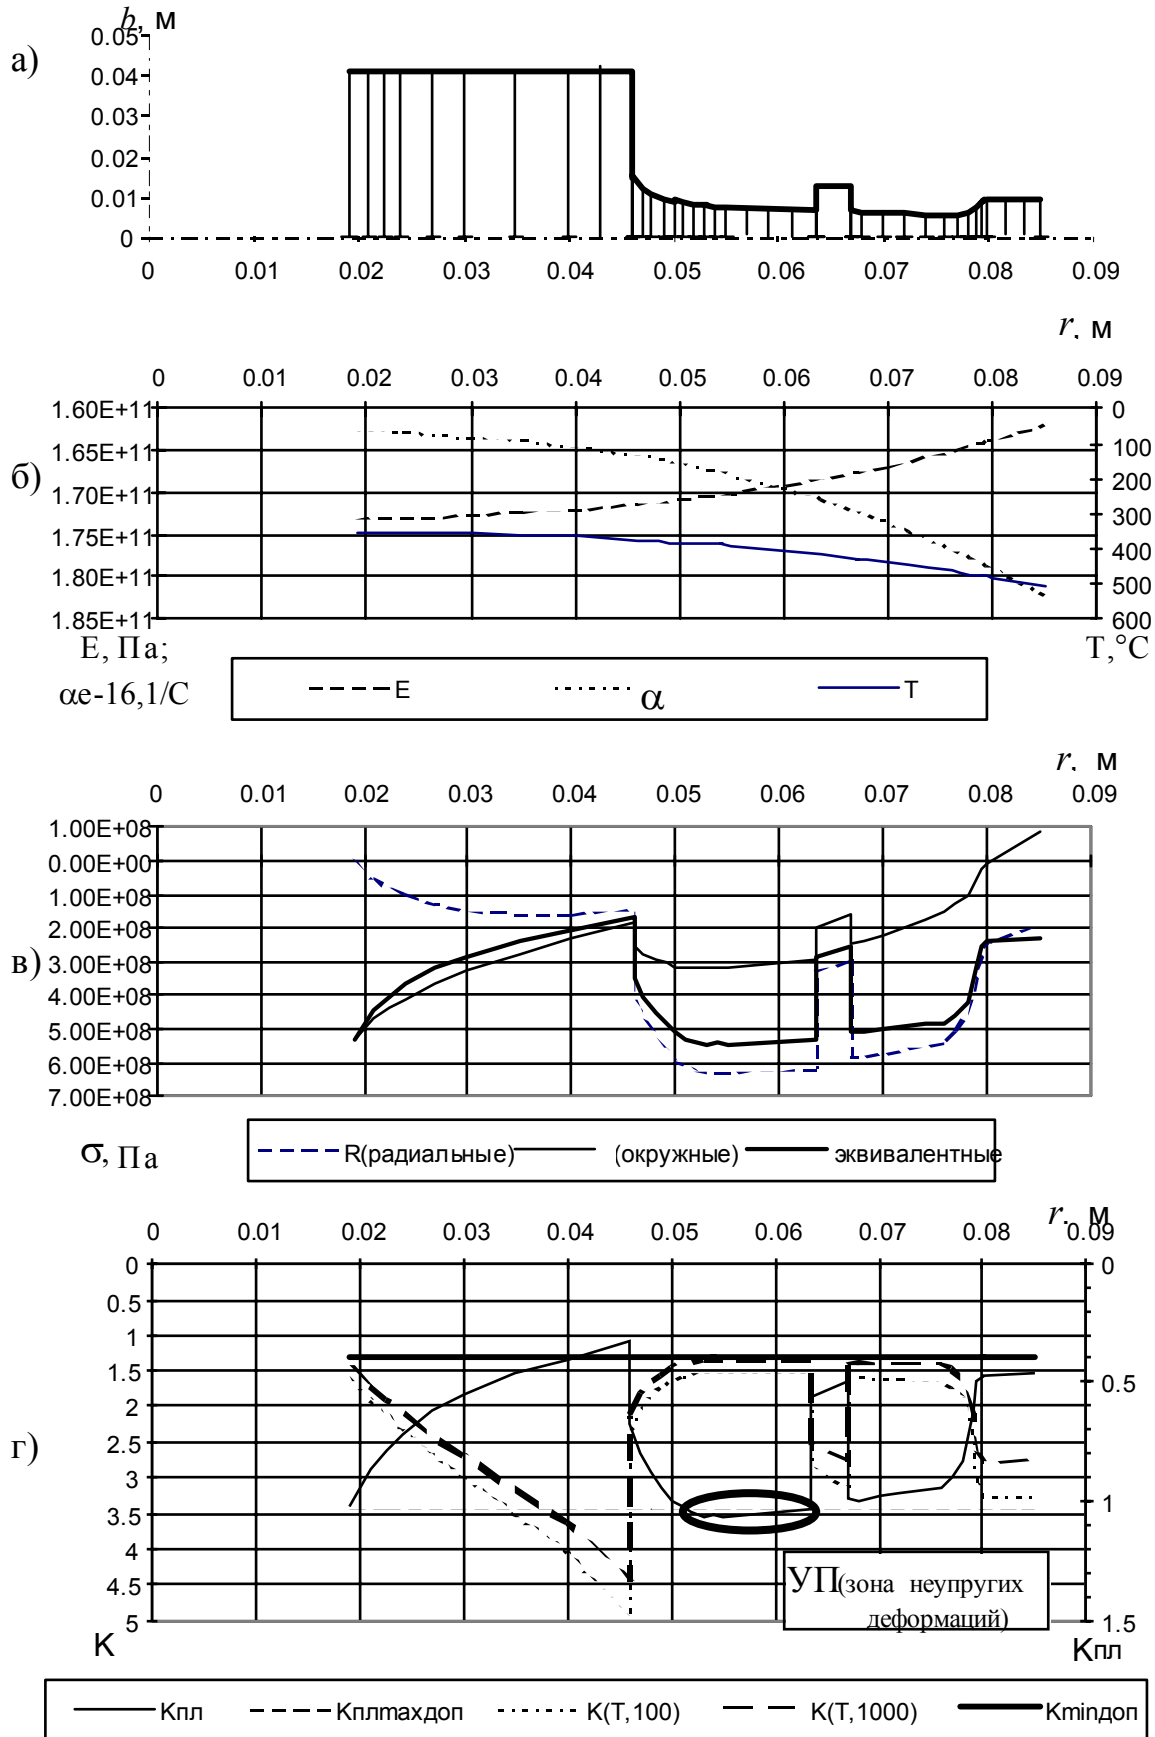 b, м
а)
0.05
0.04
0.03
0.02
0.01
0
0 0.01 0.02 0.03 0.04 0.05 0.06 0.07 0.08 0.09
r, м
0 0.01 0.02 0.03 0.04 0.05 0.06 0.07 0.08 0.09
б)
1.60E+11 0
1.65E+11 100
1.70E+11 200
300
1.75E+11 400
1.80E+11 500
1.85E+11 600
E, Па; T,°C
αe-16,1/C
E α T
r, м
0 0.01 0.02 0.03 0.04 0.05 0.06 0.07 0.08 0.09
в)
1.00E+08
0.00E+00
1.00E+08
2.00E+08
3.00E+08
4.00E+08
5.00E+08
6.00E+08
7.00E+08
σ, Па
R(радиальные) (окружные) эквивалентные
r. м
0 0.01 0.02 0.03 0.04 0.05 0.06 0.07 0.08 0.09
г)
0 0
0.5
1
1.5 0.5
2
2.5
3
3.5 1
4
4.5
5 1.5
УП(зона неупругих
деформаций)
К Кпл
Кпл Кплmaxдоп K(T,100) K(T,1000) Kminдоп